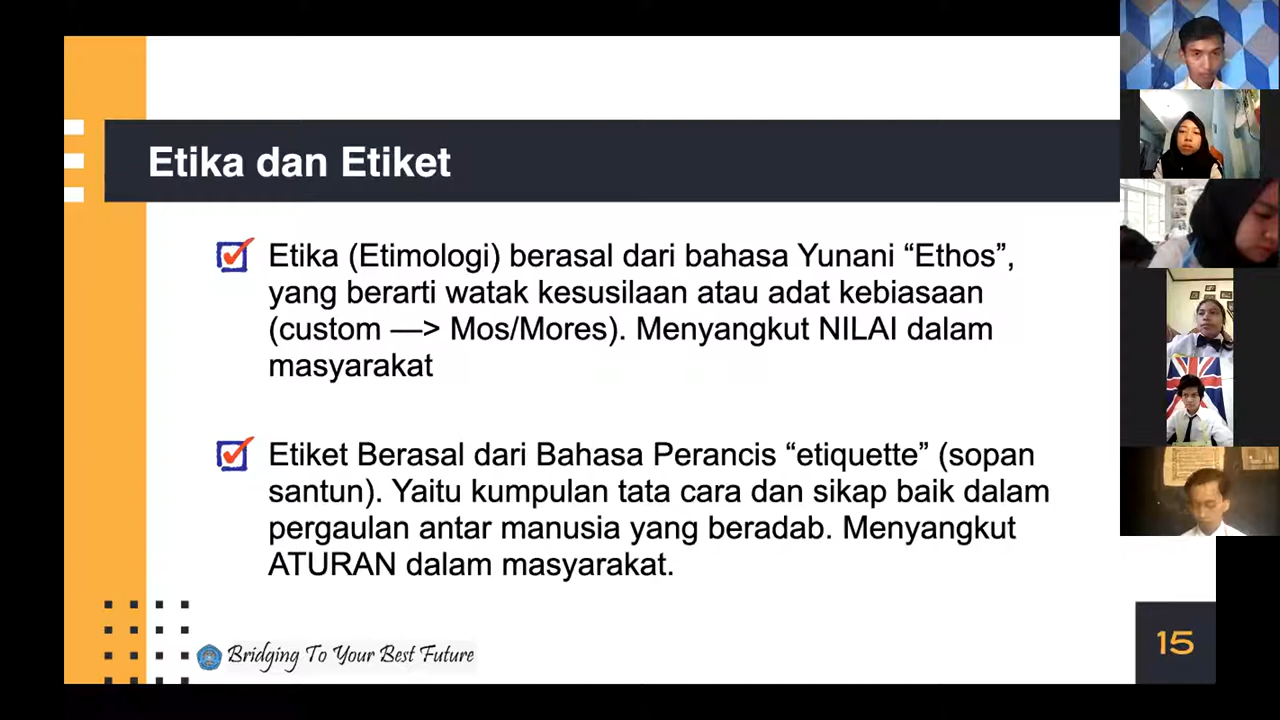 Etika dan Etiket
Etika (Etimologi) berasal dari bahasa Yunani “Ethos”,
yang berarti watak kesusilaan atau adat kebiasaan
(custom —> Mos/Mores). Menyangkut NILAI dalam
masyarakat
Etiket Berasal dari Bahasa Perancis “etiquette” (sopan
santun). Yaitu kumpulan tata cara dan sikap baik dalam
pergaulan antar manusia yang beradab. Menyangkut
ATURAN dalam masyarakat.
Bridging To Your Best Future
15